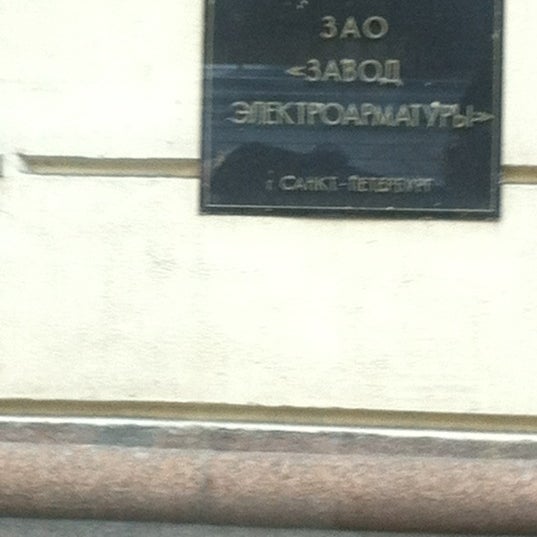 ЗАО
«ЗАВОД
ЭЛЕКТРОАРМАТУРЫ»
г. САНКТ-ПЕТЕРБУРГ